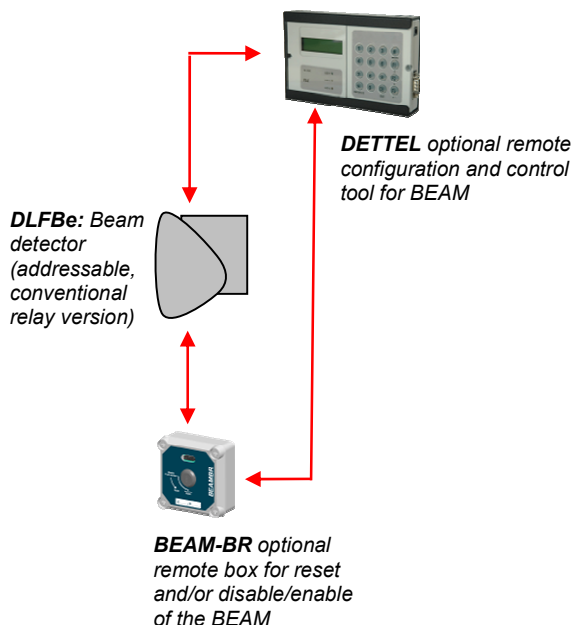 DETTEL optional remote
configuration and control
tool for BEAM
DLFBe: Beam
detector
(addressable,
conventional
relay version)
BEAMBR
BEAM-BR optional
remote box for reset
and/or disable/enable
of the BEAM